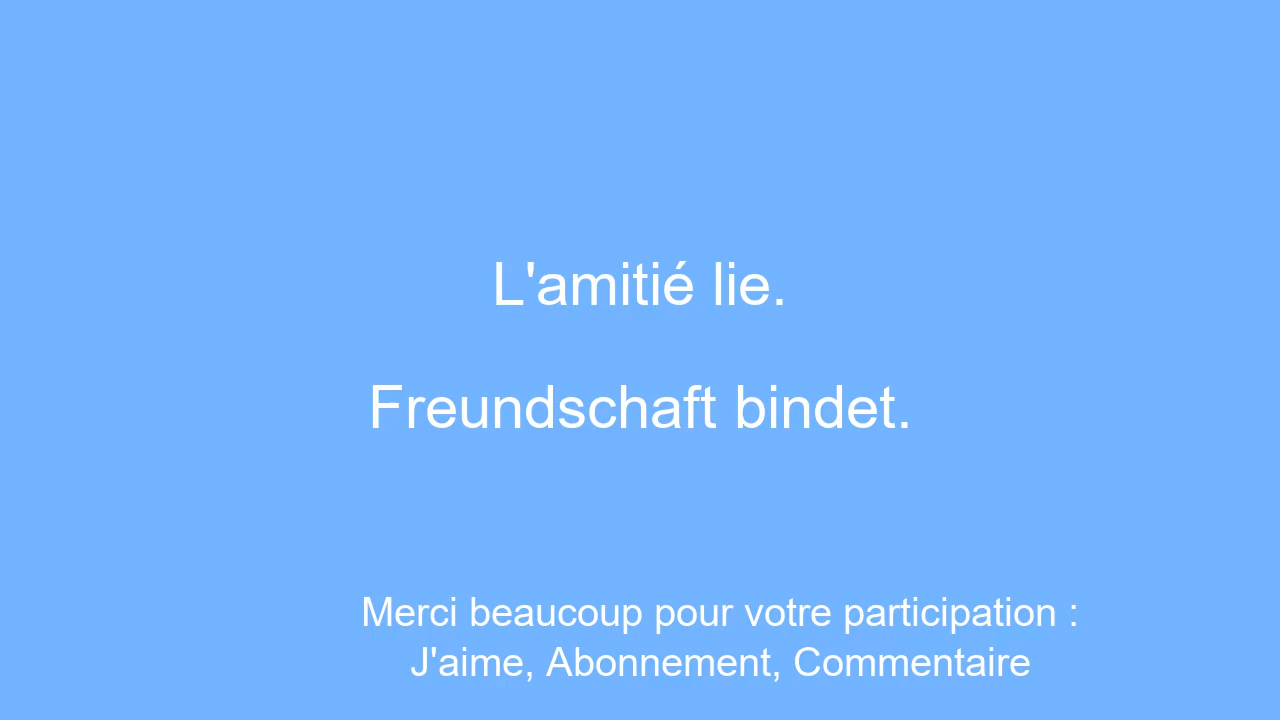 L'amitié lie.
Freundschaft bindet.
Merci beaucoup pour votre participation :
J'aime, Abonnement, Commentaire